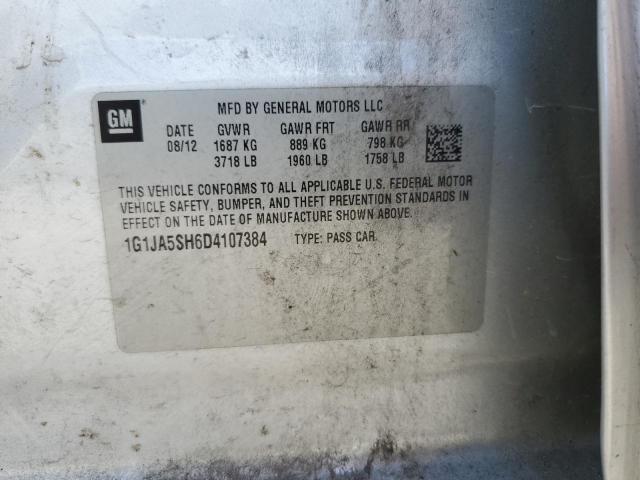 GM MFD BY GENERAL MOTORS LLC
DATE GVWR GAWR FRT GAWR RR
08/12 1687 KG 889 KG 798 KG
3718 LB 1960 LB 1758 LB
THIS VEHICLE CONFORMS TO ALL APPLICABLE U.S. FEDERAL MOTOR
VEHICLE SAFETY, BUMPER, AND THEFT PREVENTION STANDARDS IN
EFFECT ON THE DATE OF MANUFACTURE SHOWN ABOVE.
1G1JA5SH6D4107384 TYPE: PASS CAR